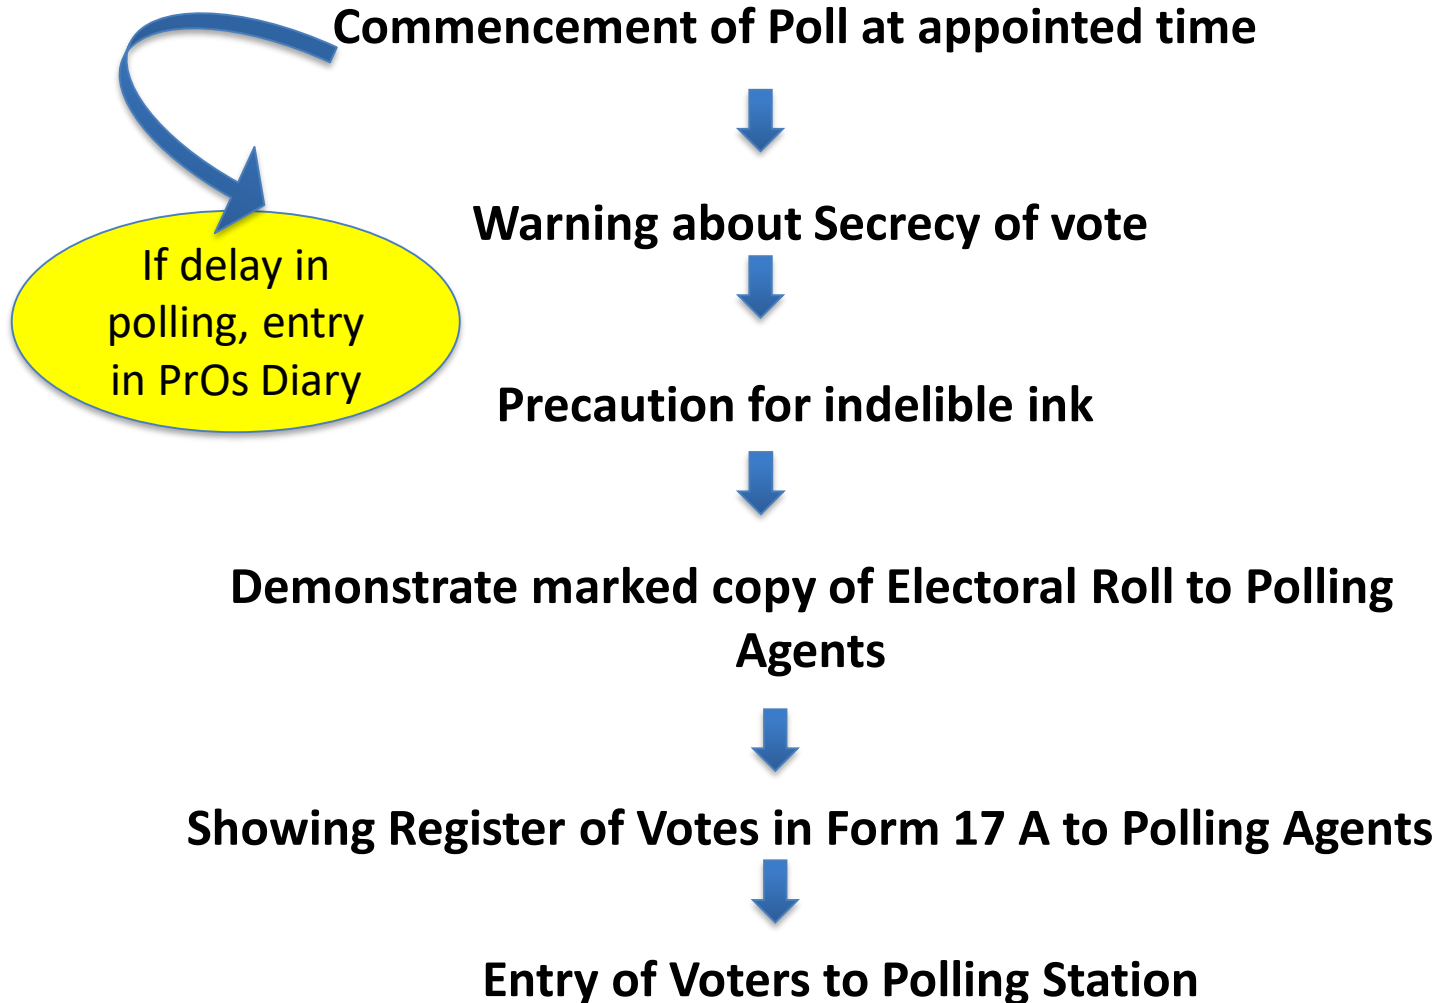 Commencement of Poll at appointed time
Warning about Secrecy of vote
If delay in
polling, entry
in PrOs Diary
Precaution for indelible ink
Demonstrate marked copy of Electoral Roll to Polling
Agents
Showing Register of Votes in Form 17 A to Polling Agents
Entry of Voters to Polling Station